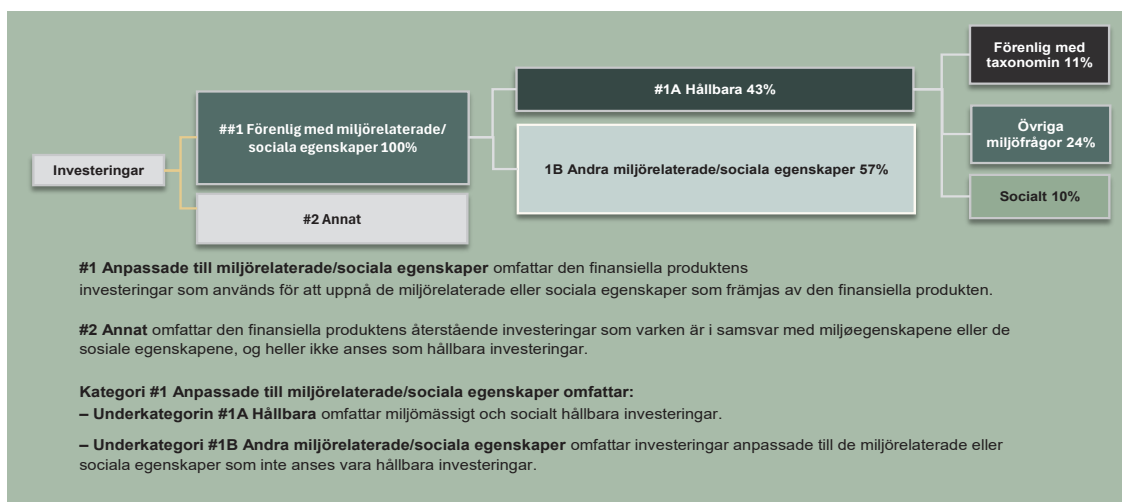 Investeringar
##1 Förenlig med miljörelaterade/
sociala egenskaper 100%
#2 Annat
#1A Hållbara 43%
1B Andra miljörelaterade/sociala egenskaper 57%
Förenlig med
taxonomin 11%
Övriga
miljöfrågor 24%
Socialt 10%
#1 Anpassade till miljörelaterade/sociala egenskaper omfattar den finansiella produktens
investeringar som används för att uppnå de miljörelaterade eller sociala egenskaper som främjas av den finansiella produkten.
#2 Annat omfattar den finansiella produktens återstående investeringar som varken är i samsvar med miljøegenskapene eller de
sosiale egenskapene, og heller ikke anses som hållbara investeringar.
Kategori #1 Anpassade till miljörelaterade/sociala egenskaper omfattar:
– Underkategorin #1A Hållbara omfattar miljömässigt och socialt hållbara investeringar.
– Underkategori #1B Andra miljörelaterade/sociala egenskaper omfattar investeringar anpassade till de miljörelaterade eller
sociala egenskaper som inte anses vara hållbara investeringar.